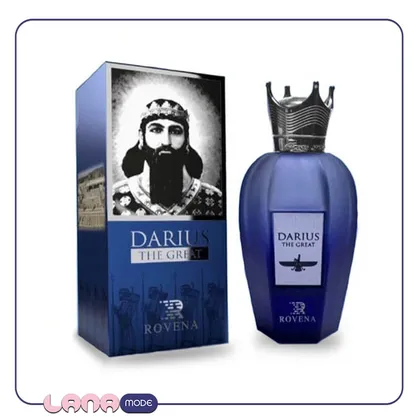 DARIUS
THE GREAT
ROVENA
DARIUS
THE GREAT
ROVENA
LANA MODE